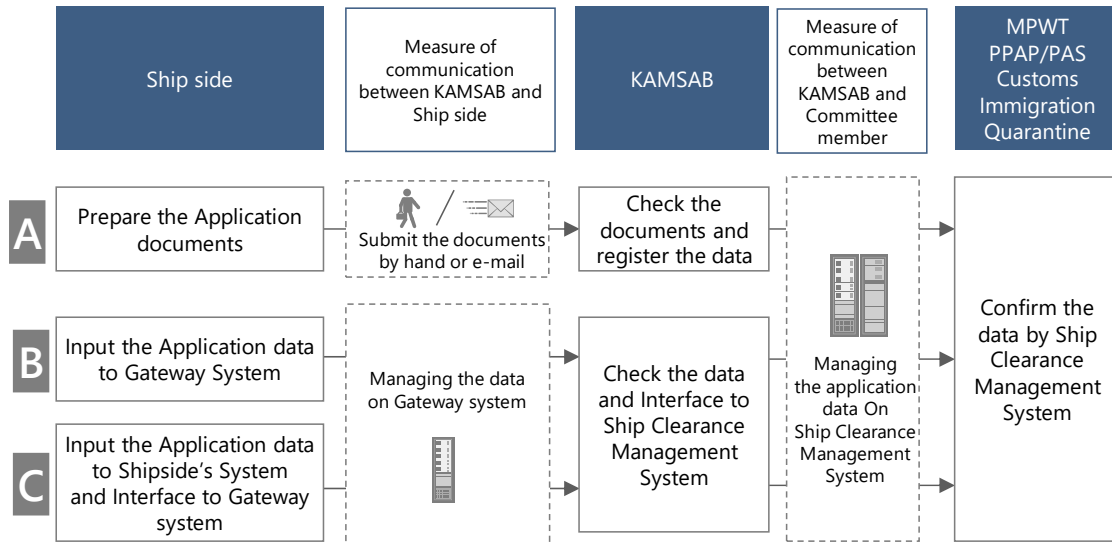 Ship side
Measure of
communication
between KAMSAB and
Ship side
KAMSAB
Measure of
communication
between
KAMSAB and
Committee
member
MPWT
PPAP/PAS
Customs
Immigration
Quarantine
A
Prepare the Application
documents
Submit the documents
by hand or e-mail
Check the
documents and
register the data
B
Input the Application data
to Gateway System
Managing the data
on Gateway system
Check the data
and Interface to
Ship Clearance
Management
System
Managing
the application
data On
Ship Clearance
Management
System
Confirm the
data by Ship
Clearance
Management
System
C
Input the Application data
to Shipside's System
and Interface to Gateway
system